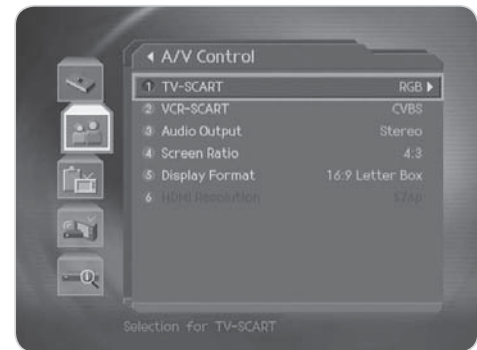 A/V Control
1 TV-SCART RGB
2 VCR-SCART CVBS
3 Audio Output Stereo
4 Screen Ratio 4:3
5 Display Format 16:9 Letter Box
6 HDMI Resolution 576p
Selection for TV-SCART